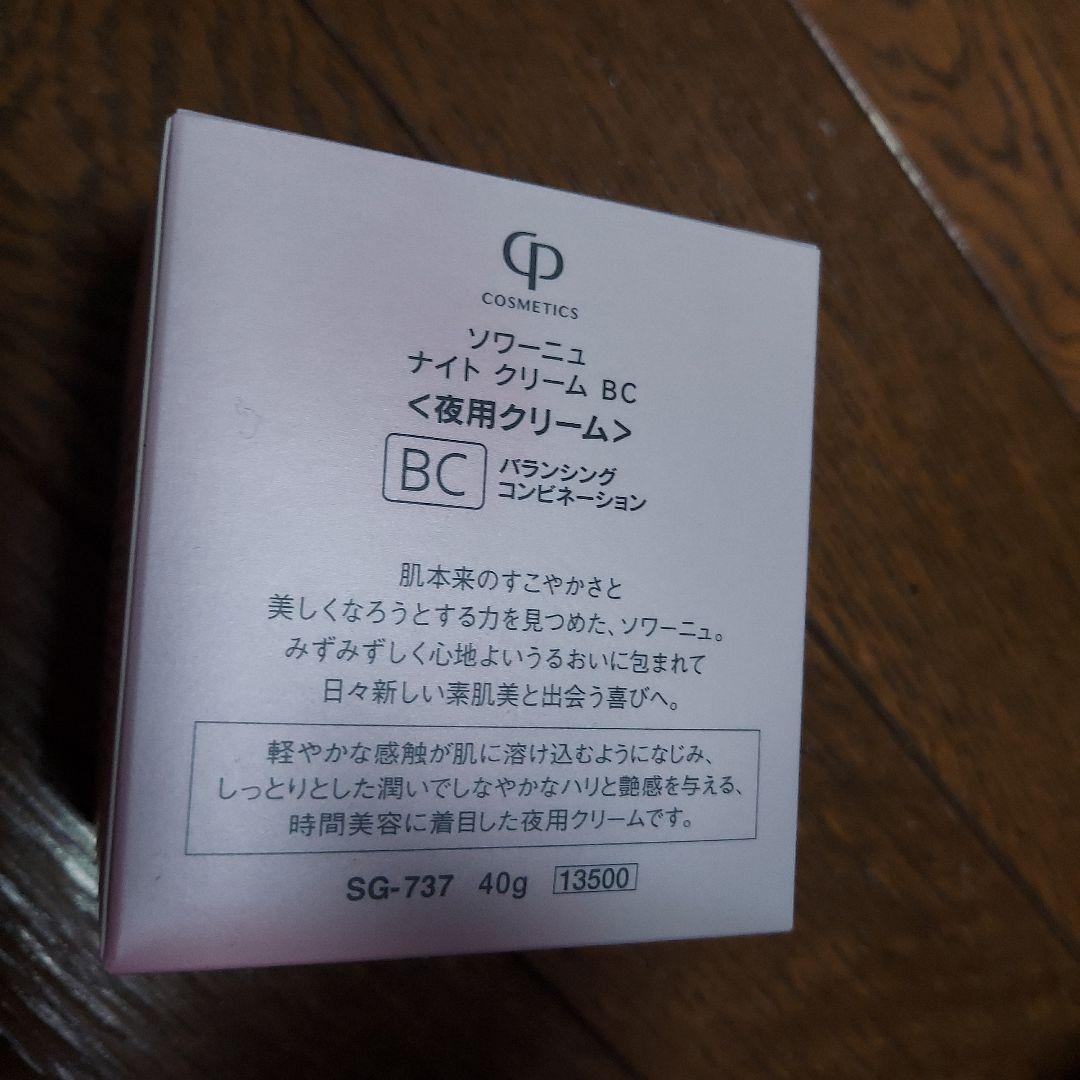 CP
COSMETICS
ソワーニュ
ナイト クリーム BC
<夜用クリーム>
BC バランシング
コンビネーション
肌本来のすこやかさと
美しくなろうとする力を見つめた、ソワーニュ。
みずみずしく心地よいうるおいに包まれて
日々新しい素肌美と出会う喜びへ。
軽やかな感触が肌に溶け込むようになじみ、
しっとりとした潤いでしなやかなハリと艶感を与える、
時間美容に着目した夜用クリームです。
SG-737 40g 13500